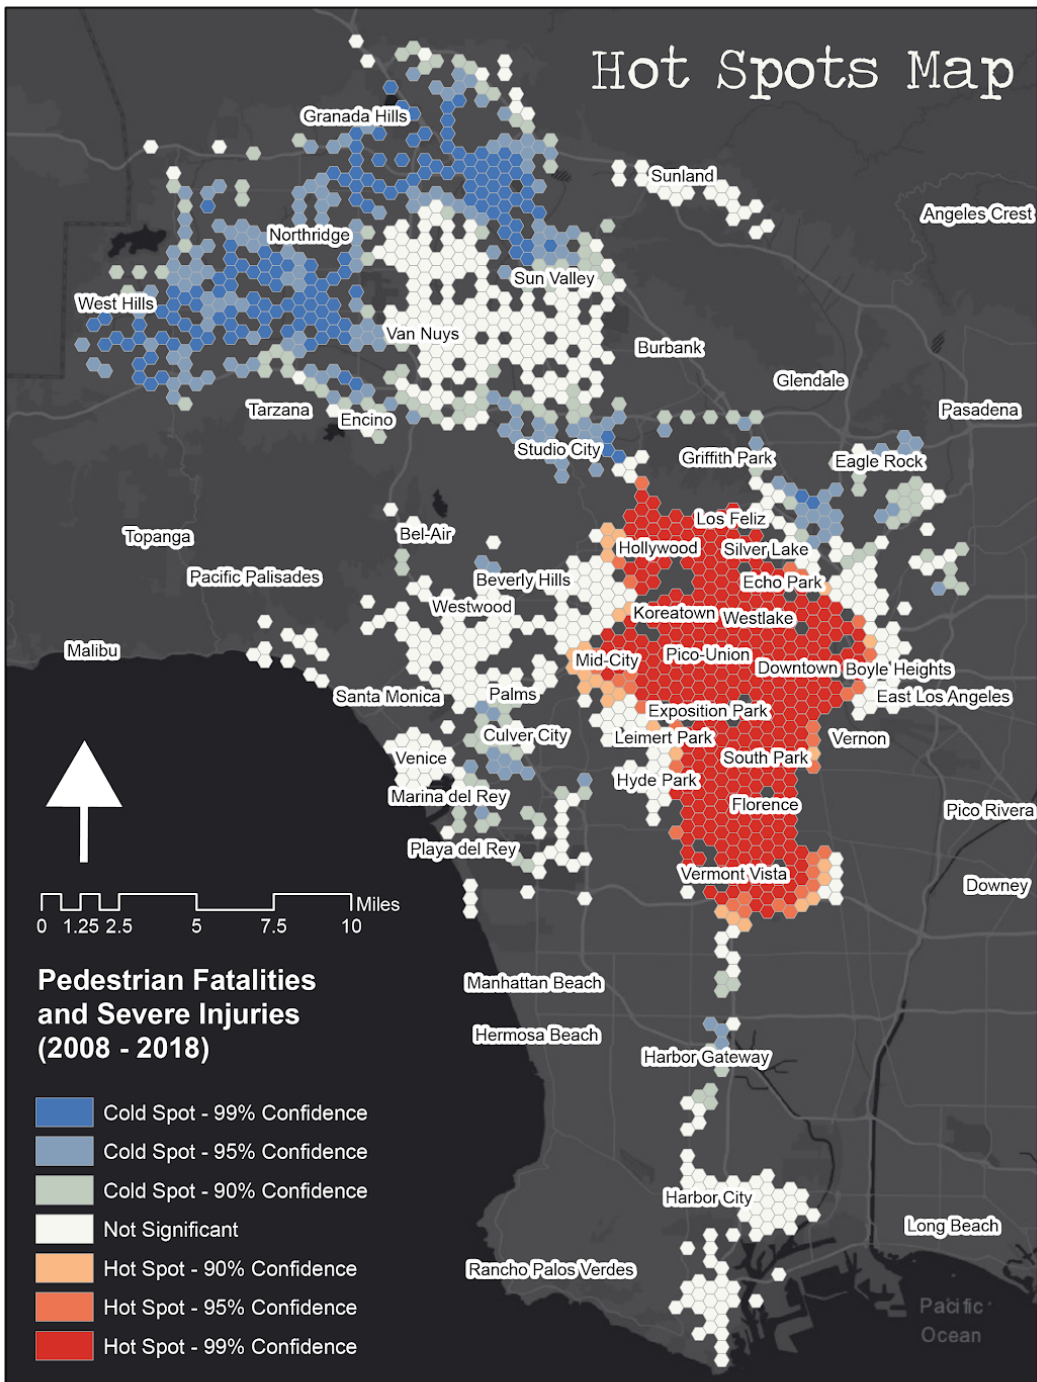 Hot Spots Map
Granada Hills
Sunland
Angeles Crest
Northridge
Sun Valley
West Hills
Van Nuys
Burbank
Glendale
Tarzana
Encino
Pasadena
Studio City
Griffith Park
Eagle Rock
Los Feliz
Topanga
Bel-Air
Hollywood
Silver Lake
Pacific Palisades
Beverly Hills
Echo Park
Westwood
Koreatown
Westlake
Malibu
Mid-City
Pico-Union
Downtown
Boyle Heights
Santa Monica
Palms
East Los Angeles
Exposition Park
Culver City
Leimert Park
Vernon
Venice
South Park
Hyde Park
Marina del Rey
Florence
Pico Rivera
Playa del Rey
Vermont Vista
Downey
Miles
0 1.25 2.5 5 7.5 10
Manhattan Beach
Hermosa Beach
Harbor Gateway
Harbor City
Long Beach
Rancho Palos Verdes
Pacific
Ocean
Pedestrian Fatalities
and Severe Injuries
(2008 - 2018)
Cold Spot - 99% Confidence
Cold Spot - 95% Confidence
Cold Spot - 90% Confidence
Not Significant
Hot Spot - 90% Confidence
Hot Spot - 95% Confidence
Hot Spot - 99% Confidence